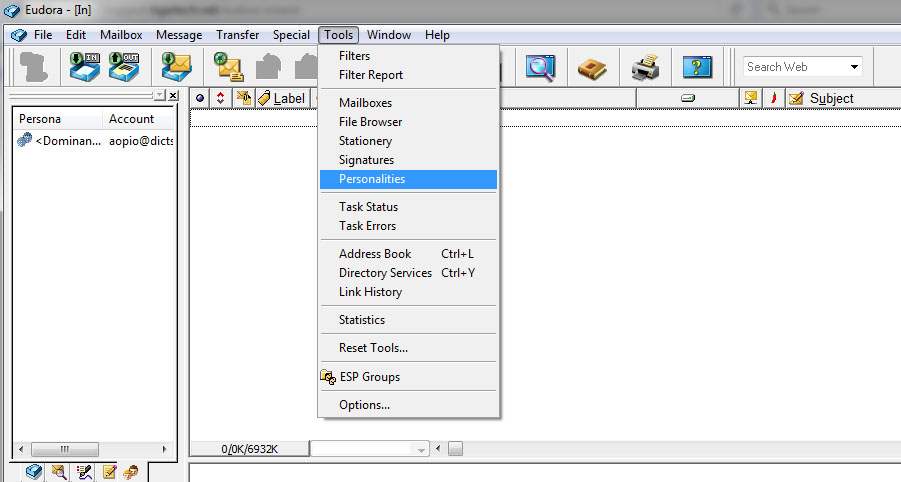 Eudora - [In]
File Edit Mailbox Message Transfer Special Tools Window Help
IN OUT
Search Web
Filters
Filter Report
Mailboxes
File Browser
Stationery
Signatures
Personalities
Task Status
Task Errors
Address Book Ctrl+L
Directory Services Ctrl+Y
Link History
Statistics
Reset Tools...
ESP Groups
Options...
Persona Account
<Dominan... aopio@dicts
Label Subject
0/0K/6932K